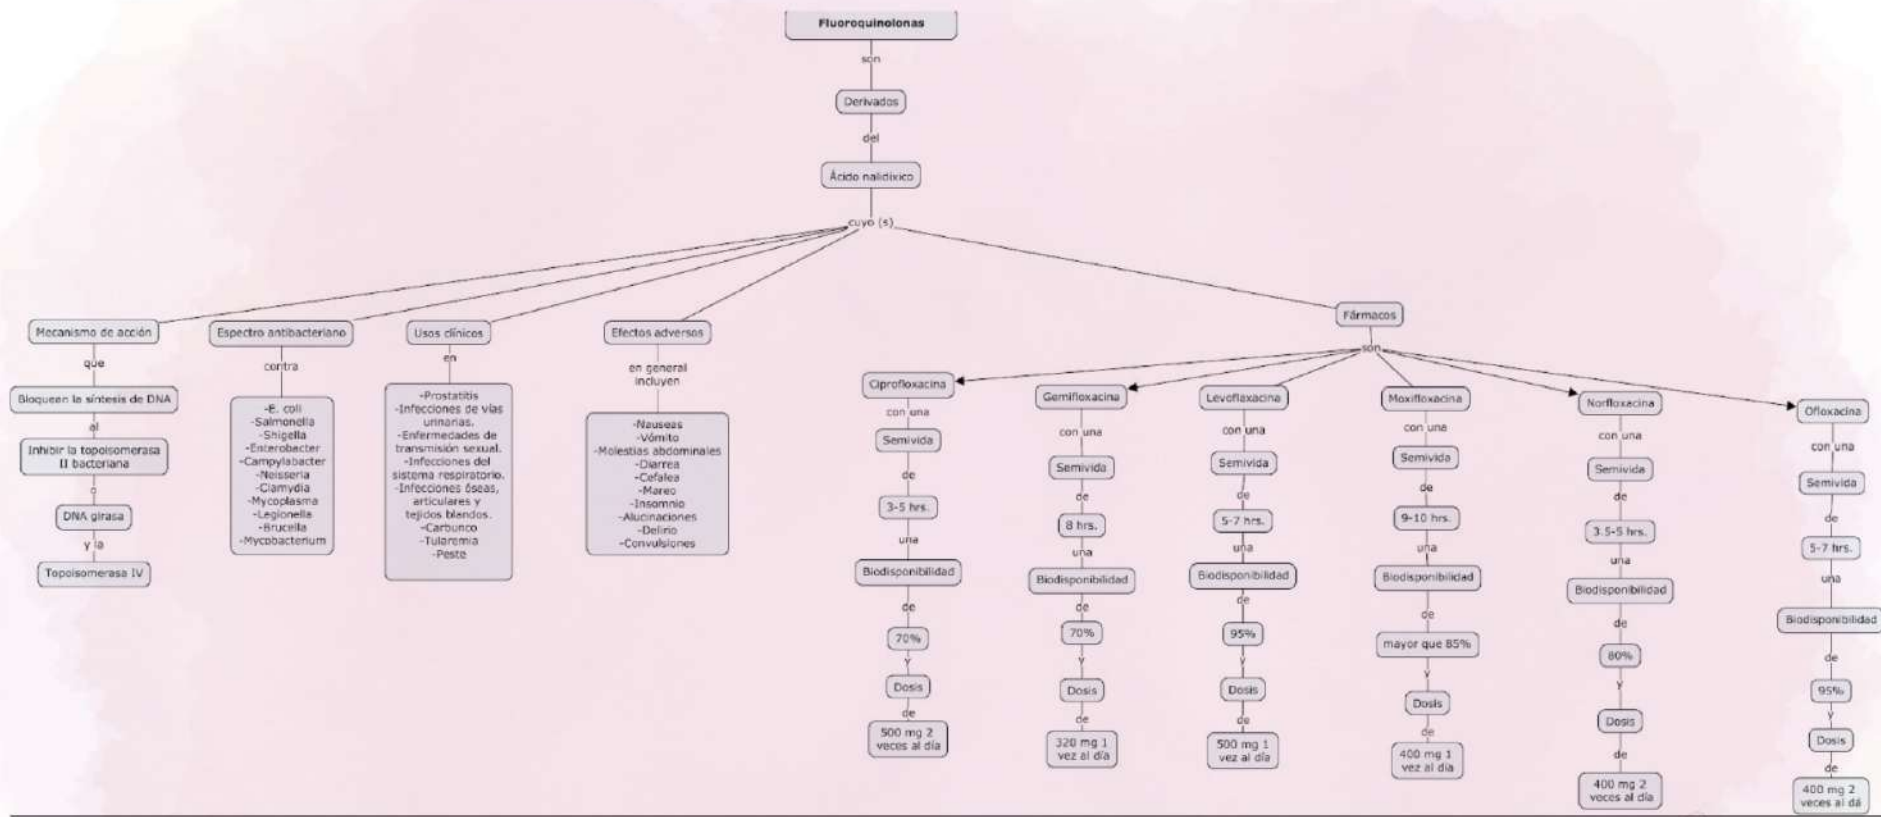 Fluoroquinolonas
son
Derivados
del
Ácido nalidíxico
cuyo (s)
Mecanismo de acción
que
Bloquean la síntesis de DNA
al
Inhibir la topoisomerasa
II bacteriana
o
DNA girasa
y la
Topoisomerasa IV
Espectro antibacteriano
contra
-E. coli
-Salmonella
-Shigella
-Enterobacter
-Campylabacter
-Neisseria
-Clamydia
-Mycoplasma
-Legionella
-Brucella
-Mycobacterium
Usos clínicos
en
-Prostatitis
-Infecciones de vías
urinarias.
-Enfermedades de
transmisión sexual.
-Infecciones del
sistema respiratorio.
-Infecciones óseas,
articulares y
tejidos blandos.
-Carbunco
-Tularemia
-Peste
Efectos adversos
en general
incluyen
-Nauseas
-Vómito
-Molestias abdominales
-Diarrea
-Cefalea
-Mareo
-Insomnio
-Alucinaciones
-Delirio
-Convulsiones
Fármacos
son
Ciprofloxacina
con una
Semivida
de
3-5 hrs.
una
Biodisponibilidad
de
70%
y
Dosis
de
500 mg 2
veces al día
Gemifloxacina
con una
Semivida
de
8 hrs.
una
Biodisponibilidad
de
70%
y
Dosis
de
320 mg 1
vez al día
Levoflaxacina
con una
Semivida
de
5-7 hrs.
una
Biodisponibilidad
de
95%
y
Dosis
de
500 mg 1
vez al día
Moxifloxacina
con una
Semivida
de
9-10 hrs.
una
Biodisponibilidad
de
mayor que 85%
y
Dosis
de
400 mg 1
vez al día
Norfloxacina
con una
Semivida
de
3.5-5 hrs.
una
Biodisponibilidad
de
80%
y
Dosis
de
400 mg 2
veces al día
Ofloxacina
con una
Semivida
de
5-7 hrs.
una
Biodisponibilidad
de
95%
y
Dosis
de
400 mg 2
veces al dá